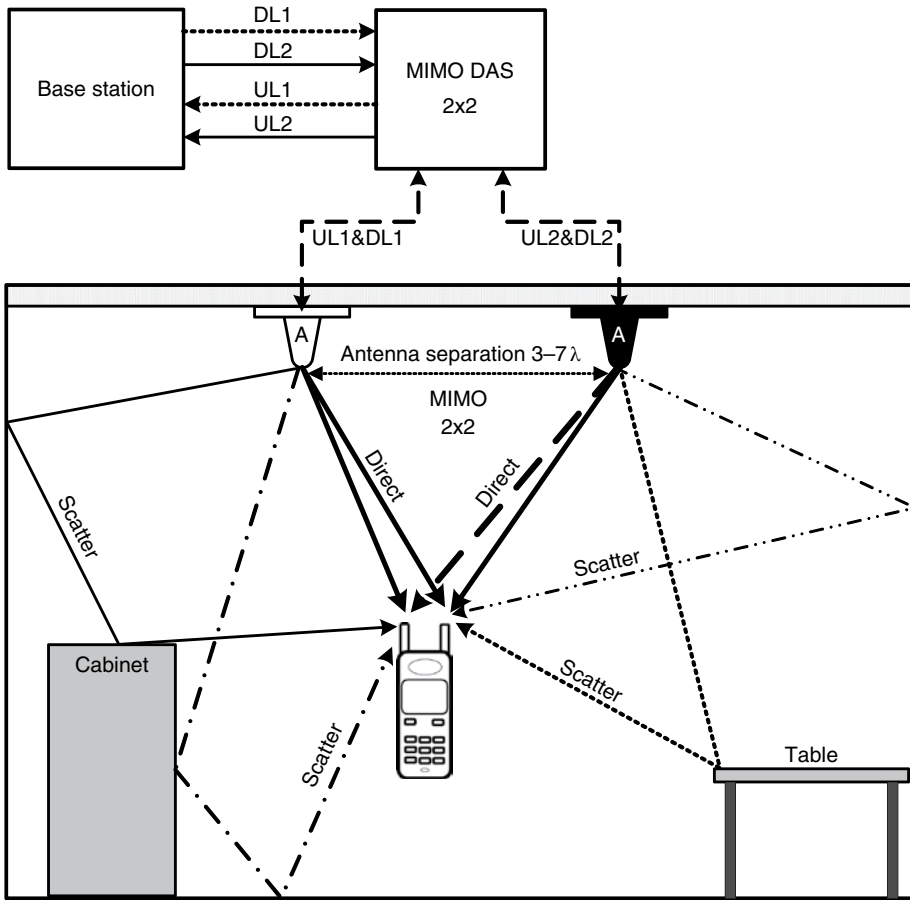 DL1
DL2
UL1
UL2
Base station
MIMO DAS
2x2
UL1&DL1
UL2&DL2
A
A
Antenna separation 3–7λ
MIMO
2x2
Direct
Direct
Scatter
Scatter
Scatter
Scatter
Cabinet
Table